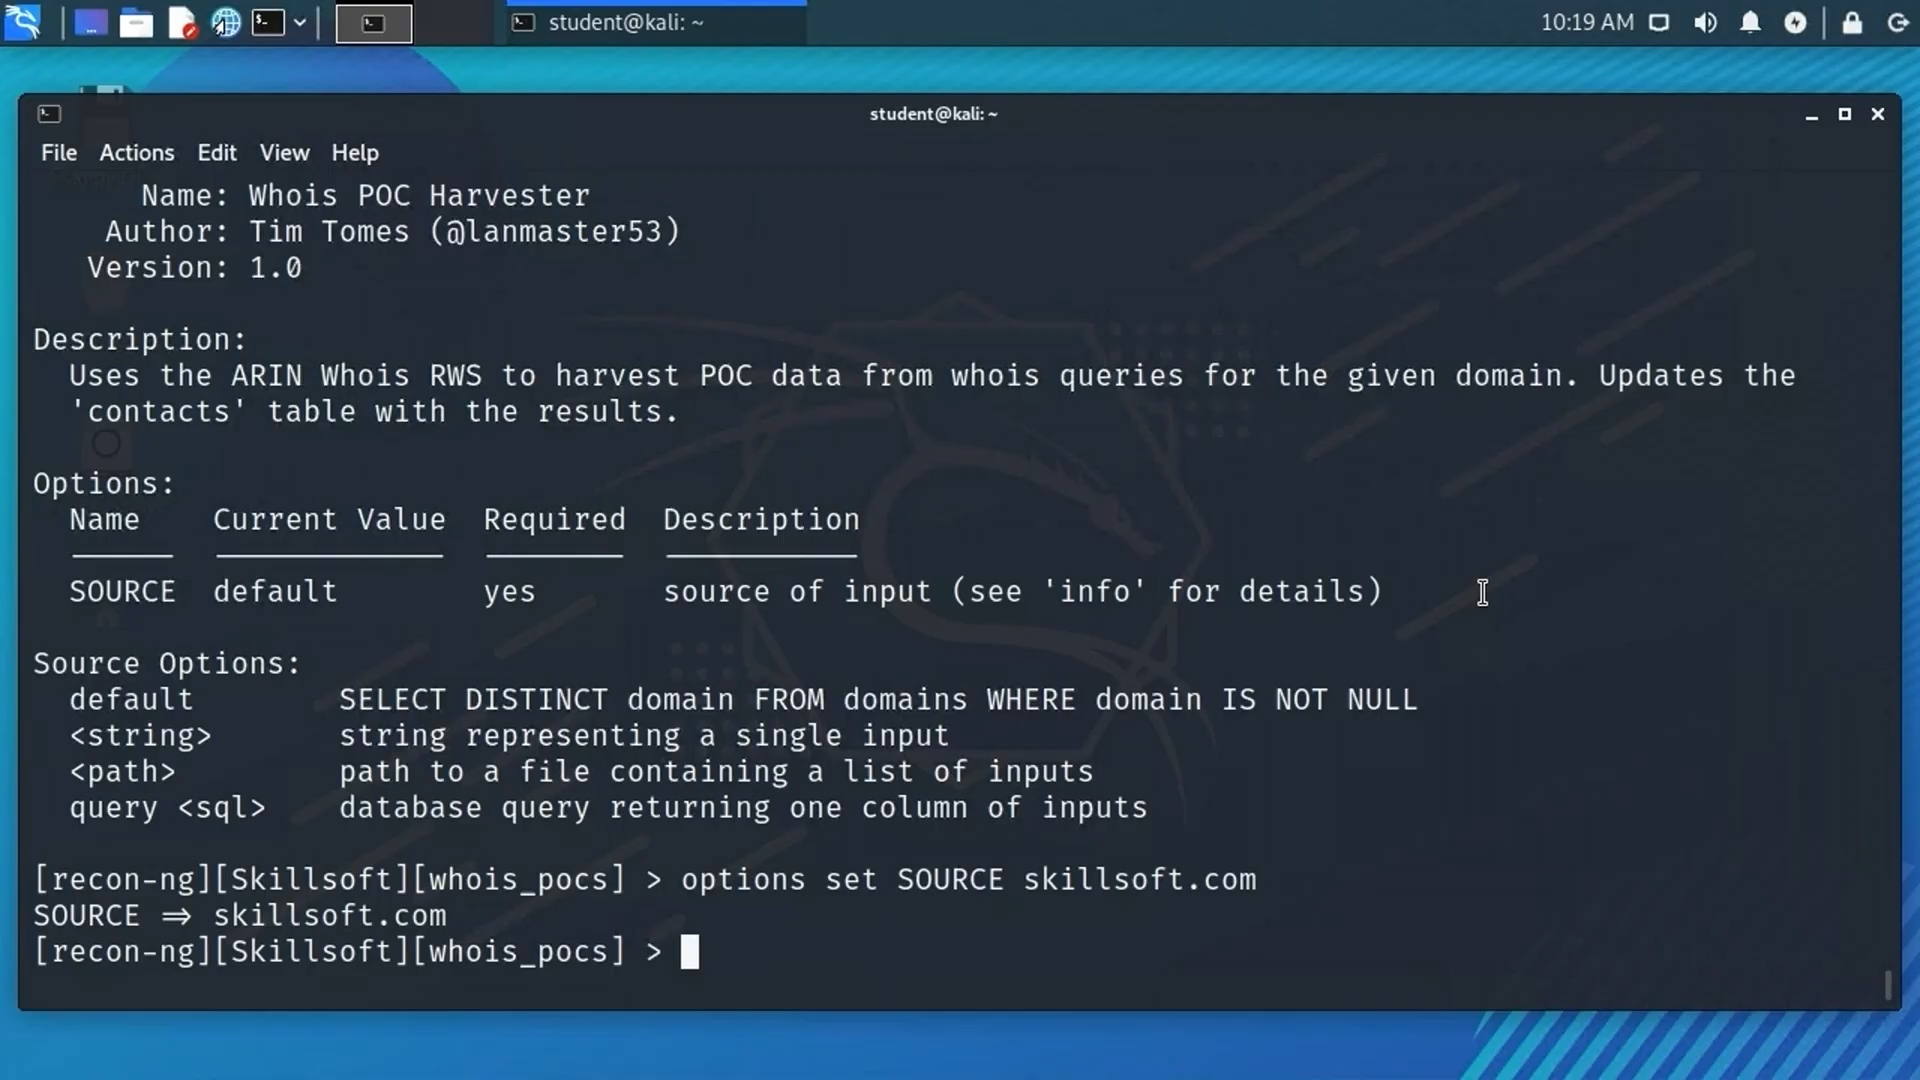 student@kali: ~
10:19 AM
student@kali: ~
File Actions Edit View Help
Name: Whois POC Harvester
Author: Tim Tomes (@lanmaster53)
Version: 1.0
Description:
Uses the ARIN Whois RWS to harvest POC data from whois queries for the given domain. Updates the
'contacts' table with the results.
Options:
Name Current Value Required Description
SOURCE default yes source of input (see 'info' for details)
Source Options:
default SELECT DISTINCT domain FROM domains WHERE domain IS NOT NULL
<string> string representing a single input
<path> path to a file containing a list of inputs
query <sql> database query returning one column of inputs
[recon-ng][Skillsoft][whois_pocs] > options set SOURCE skillsoft.com
SOURCE ⇒ skillsoft.com
[recon-ng][Skillsoft][whois_pocs] >